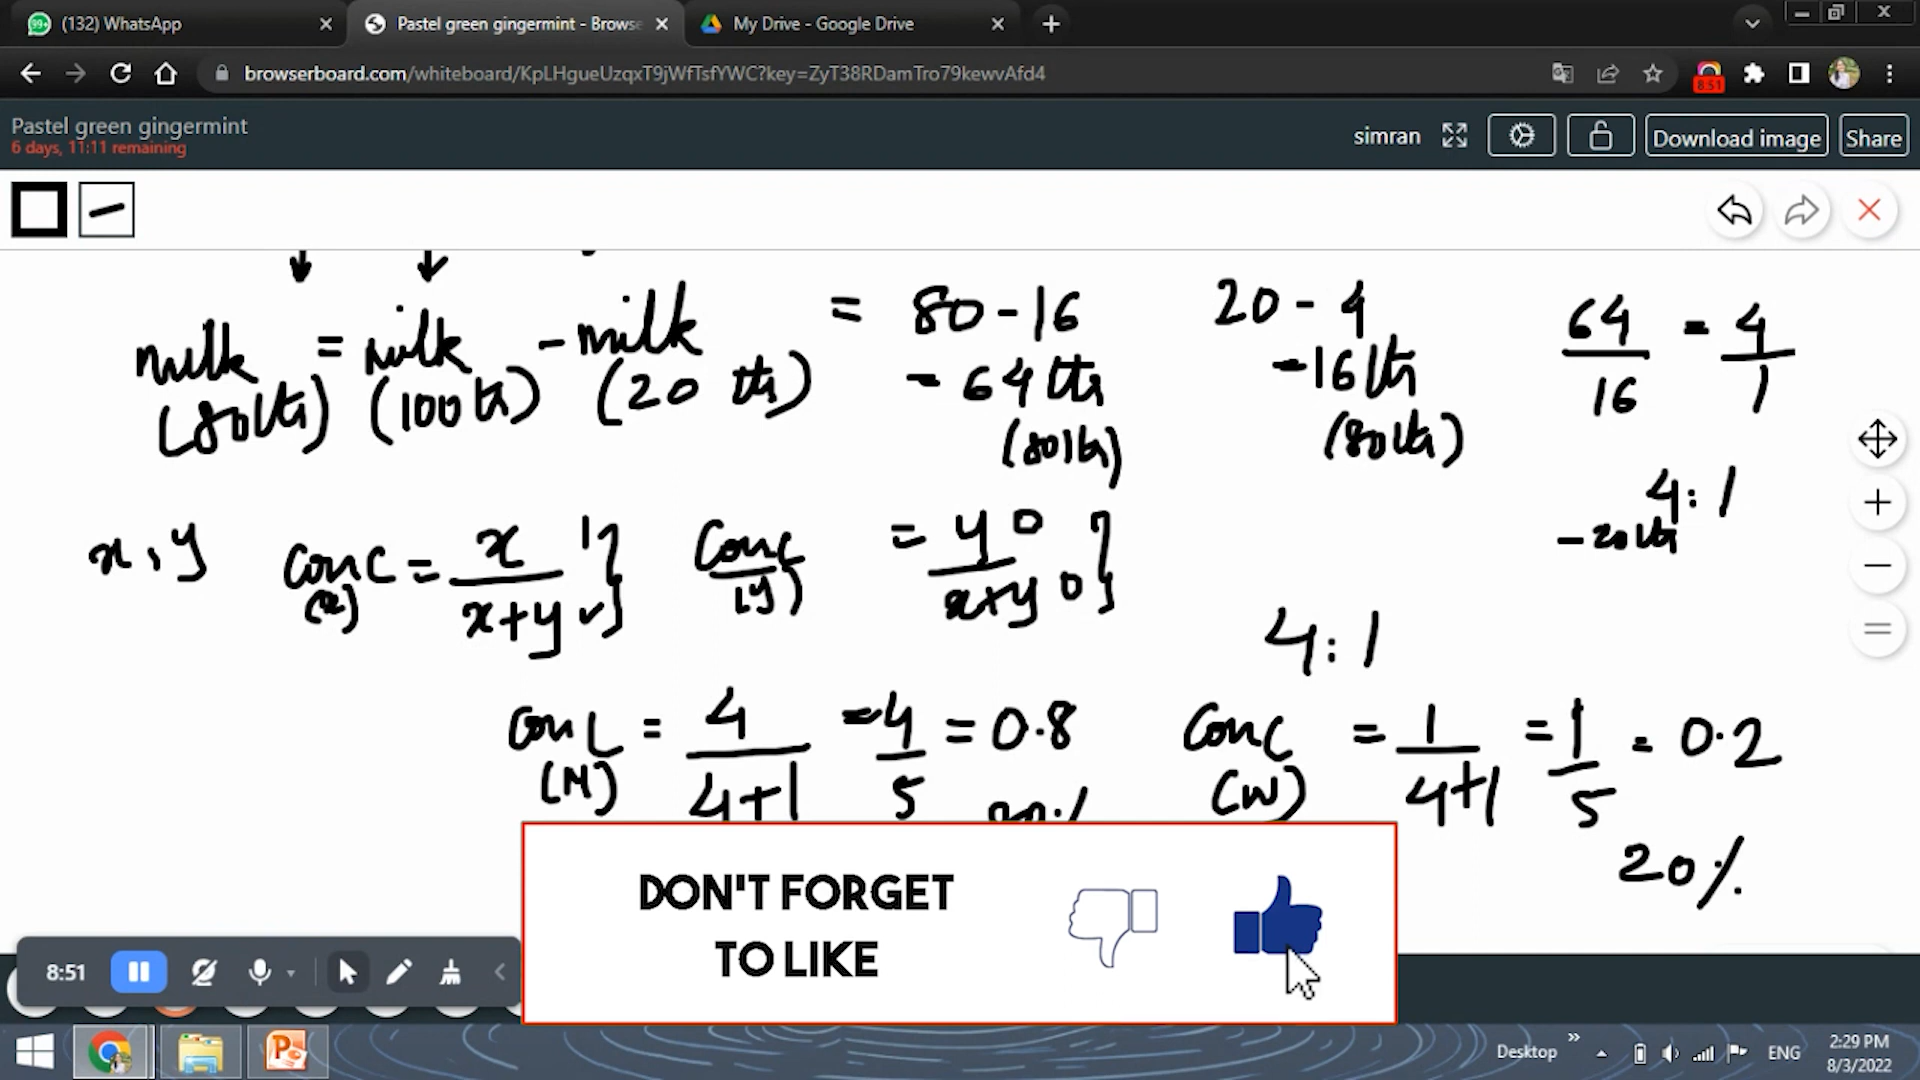 (132) WhatsApp
Pastel green gingermint - Browse
My Drive - Google Drive
browserboard.com/whiteboard/KpLHgueUzqxT9jWfTsfYWC?key=ZyT38RDamTro79kewvAfd4
8:51
Pastel green gingermint
6 days, 11:11 remaining
simran
Download image
Share
milk = milk - milk = 80 - 16
(80lts) (100lts) (20 lts) - 64 lts
(80lts)
20 - 4
- 16 lts
(80lts)
64/16 = 4/1
4:1
- 20 lts
x, y conc = x/x+y conc = y/x+y
(x) (y)
4:1
Conc = 4/4+1 = 4/5 = 0.8
(M)
Conc = 1/4+1 = 1/5 = 0.2
(W)
20%
DON'T FORGET
TO LIKE
8:51
Desktop
ENG
2:29 PM
8/3/2022